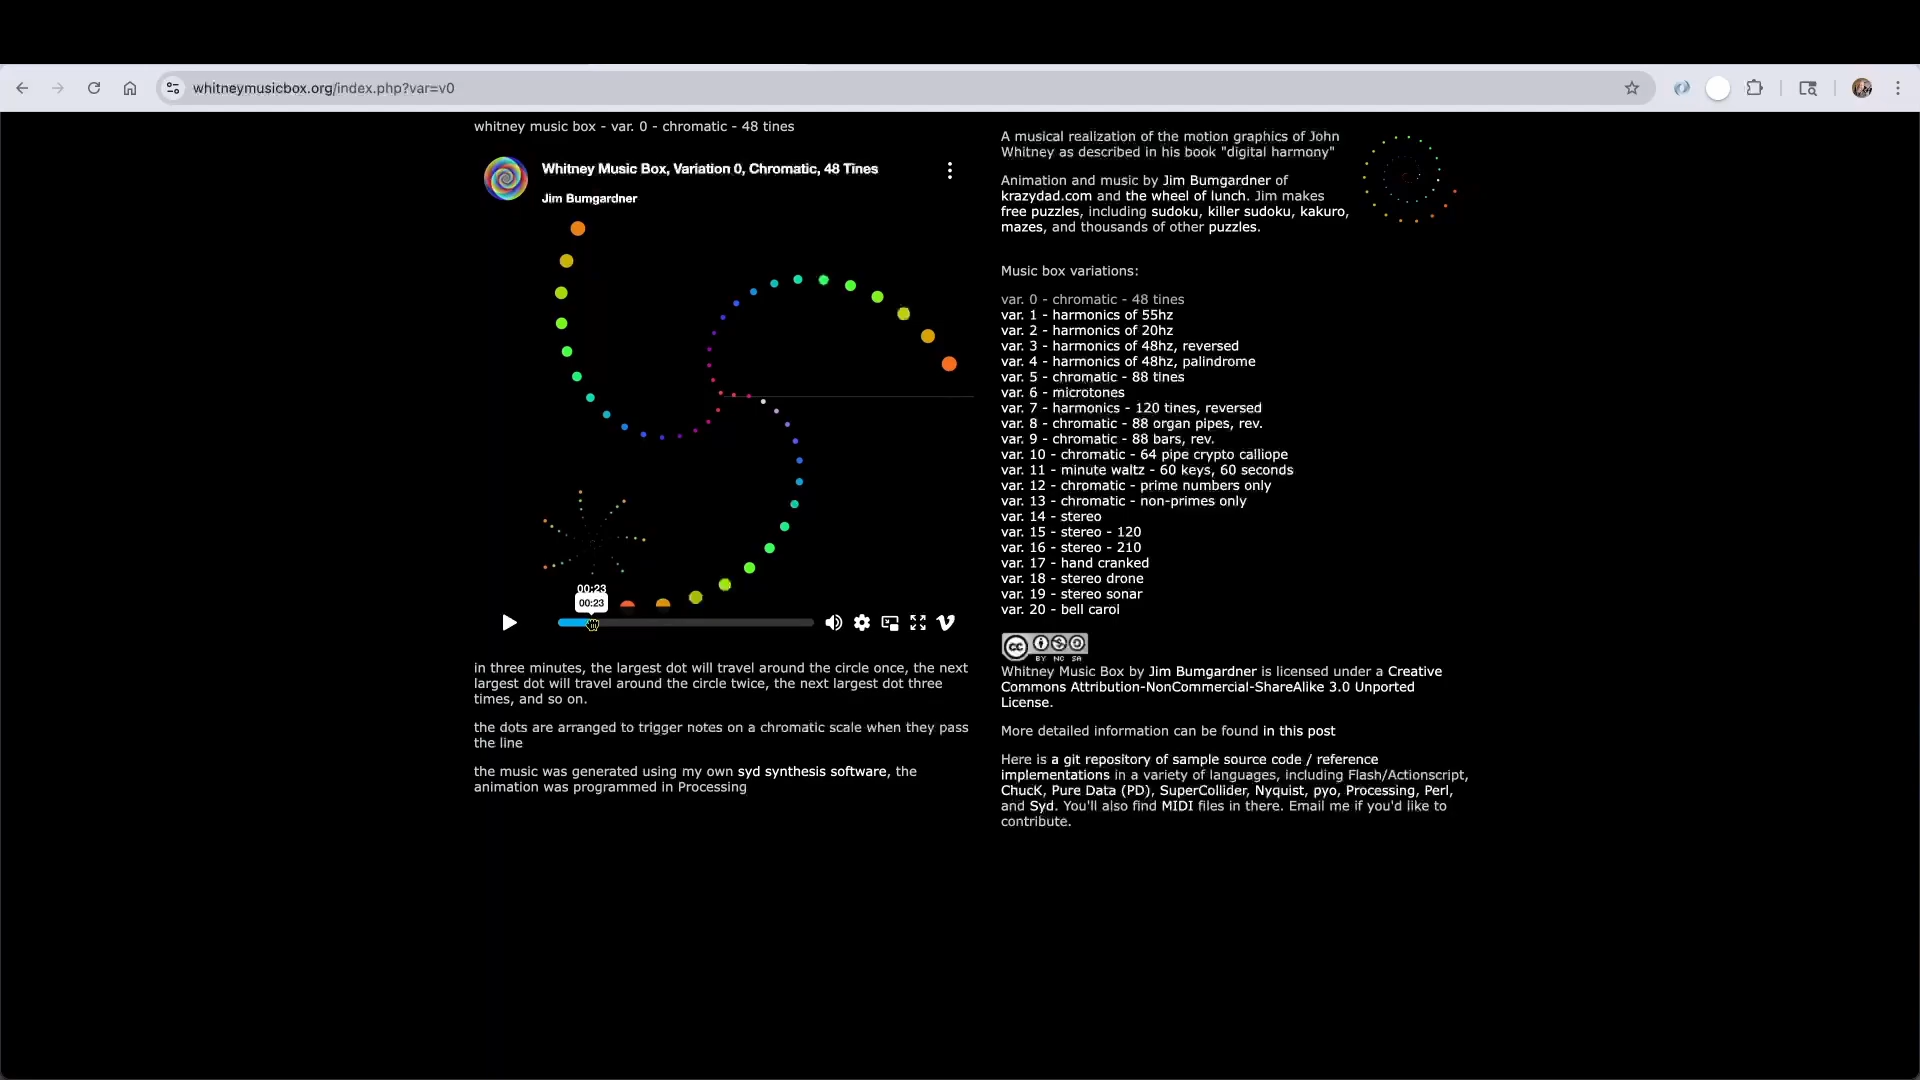 whitneymusicbox.org/index.php?var=v0
whitney music box - var. 0 - chromatic - 48 tines
Whitney Music Box, Variation 0, Chromatic, 48 Tines
Jim Bumgardner
00:23
00:23
in three minutes, the largest dot will travel around the circle once, the next
largest dot will travel around the circle twice, the next largest dot three
times, and so on.
the dots are arranged to trigger notes on a chromatic scale when they pass
the line
the music was generated using my own syd synthesis software, the
animation was programmed in Processing
A musical realization of the motion graphics of John
Whitney as described in his book "digital harmony"
Animation and music by Jim Bumgardner of
krazydad.com and the wheel of lunch. Jim makes
free puzzles, including sudoku, killer sudoku, kakuro,
mazes, and thousands of other puzzles.
Music box variations:
var. 0 - chromatic - 48 tines
var. 1 - harmonics of 55hz
var. 2 - harmonics of 20hz
var. 3 - harmonics of 48hz, reversed
var. 4 - harmonics of 48hz, palindrome
var. 5 - chromatic - 88 tines
var. 6 - microtones
var. 7 - harmonics - 120 tines, reversed
var. 8 - chromatic - 88 organ pipes, rev.
var. 9 - chromatic - 88 bars, rev.
var. 10 - chromatic - 64 pipe crypto calliope
var. 11 - minute waltz - 60 keys, 60 seconds
var. 12 - chromatic - prime numbers only
var. 13 - chromatic - non-primes only
var. 14 - stereo
var. 15 - stereo - 120
var. 16 - stereo - 210
var. 17 - hand cranked
var. 18 - stereo drone
var. 19 - stereo sonar
var. 20 - bell carol
cc BY NC SA
Whitney Music Box by Jim Bumgardner is licensed under a Creative
Commons Attribution-NonCommercial-ShareAlike 3.0 Unported
License.
More detailed information can be found in this post
Here is a git repository of sample source code / reference
implementations in a variety of languages, including Flash/Actionscript,
ChucK, Pure Data (PD), SuperCollider, Nyquist, pyo, Processing, Perl,
and Syd. You'll also find MIDI files in there. Email me if you'd like to
contribute.